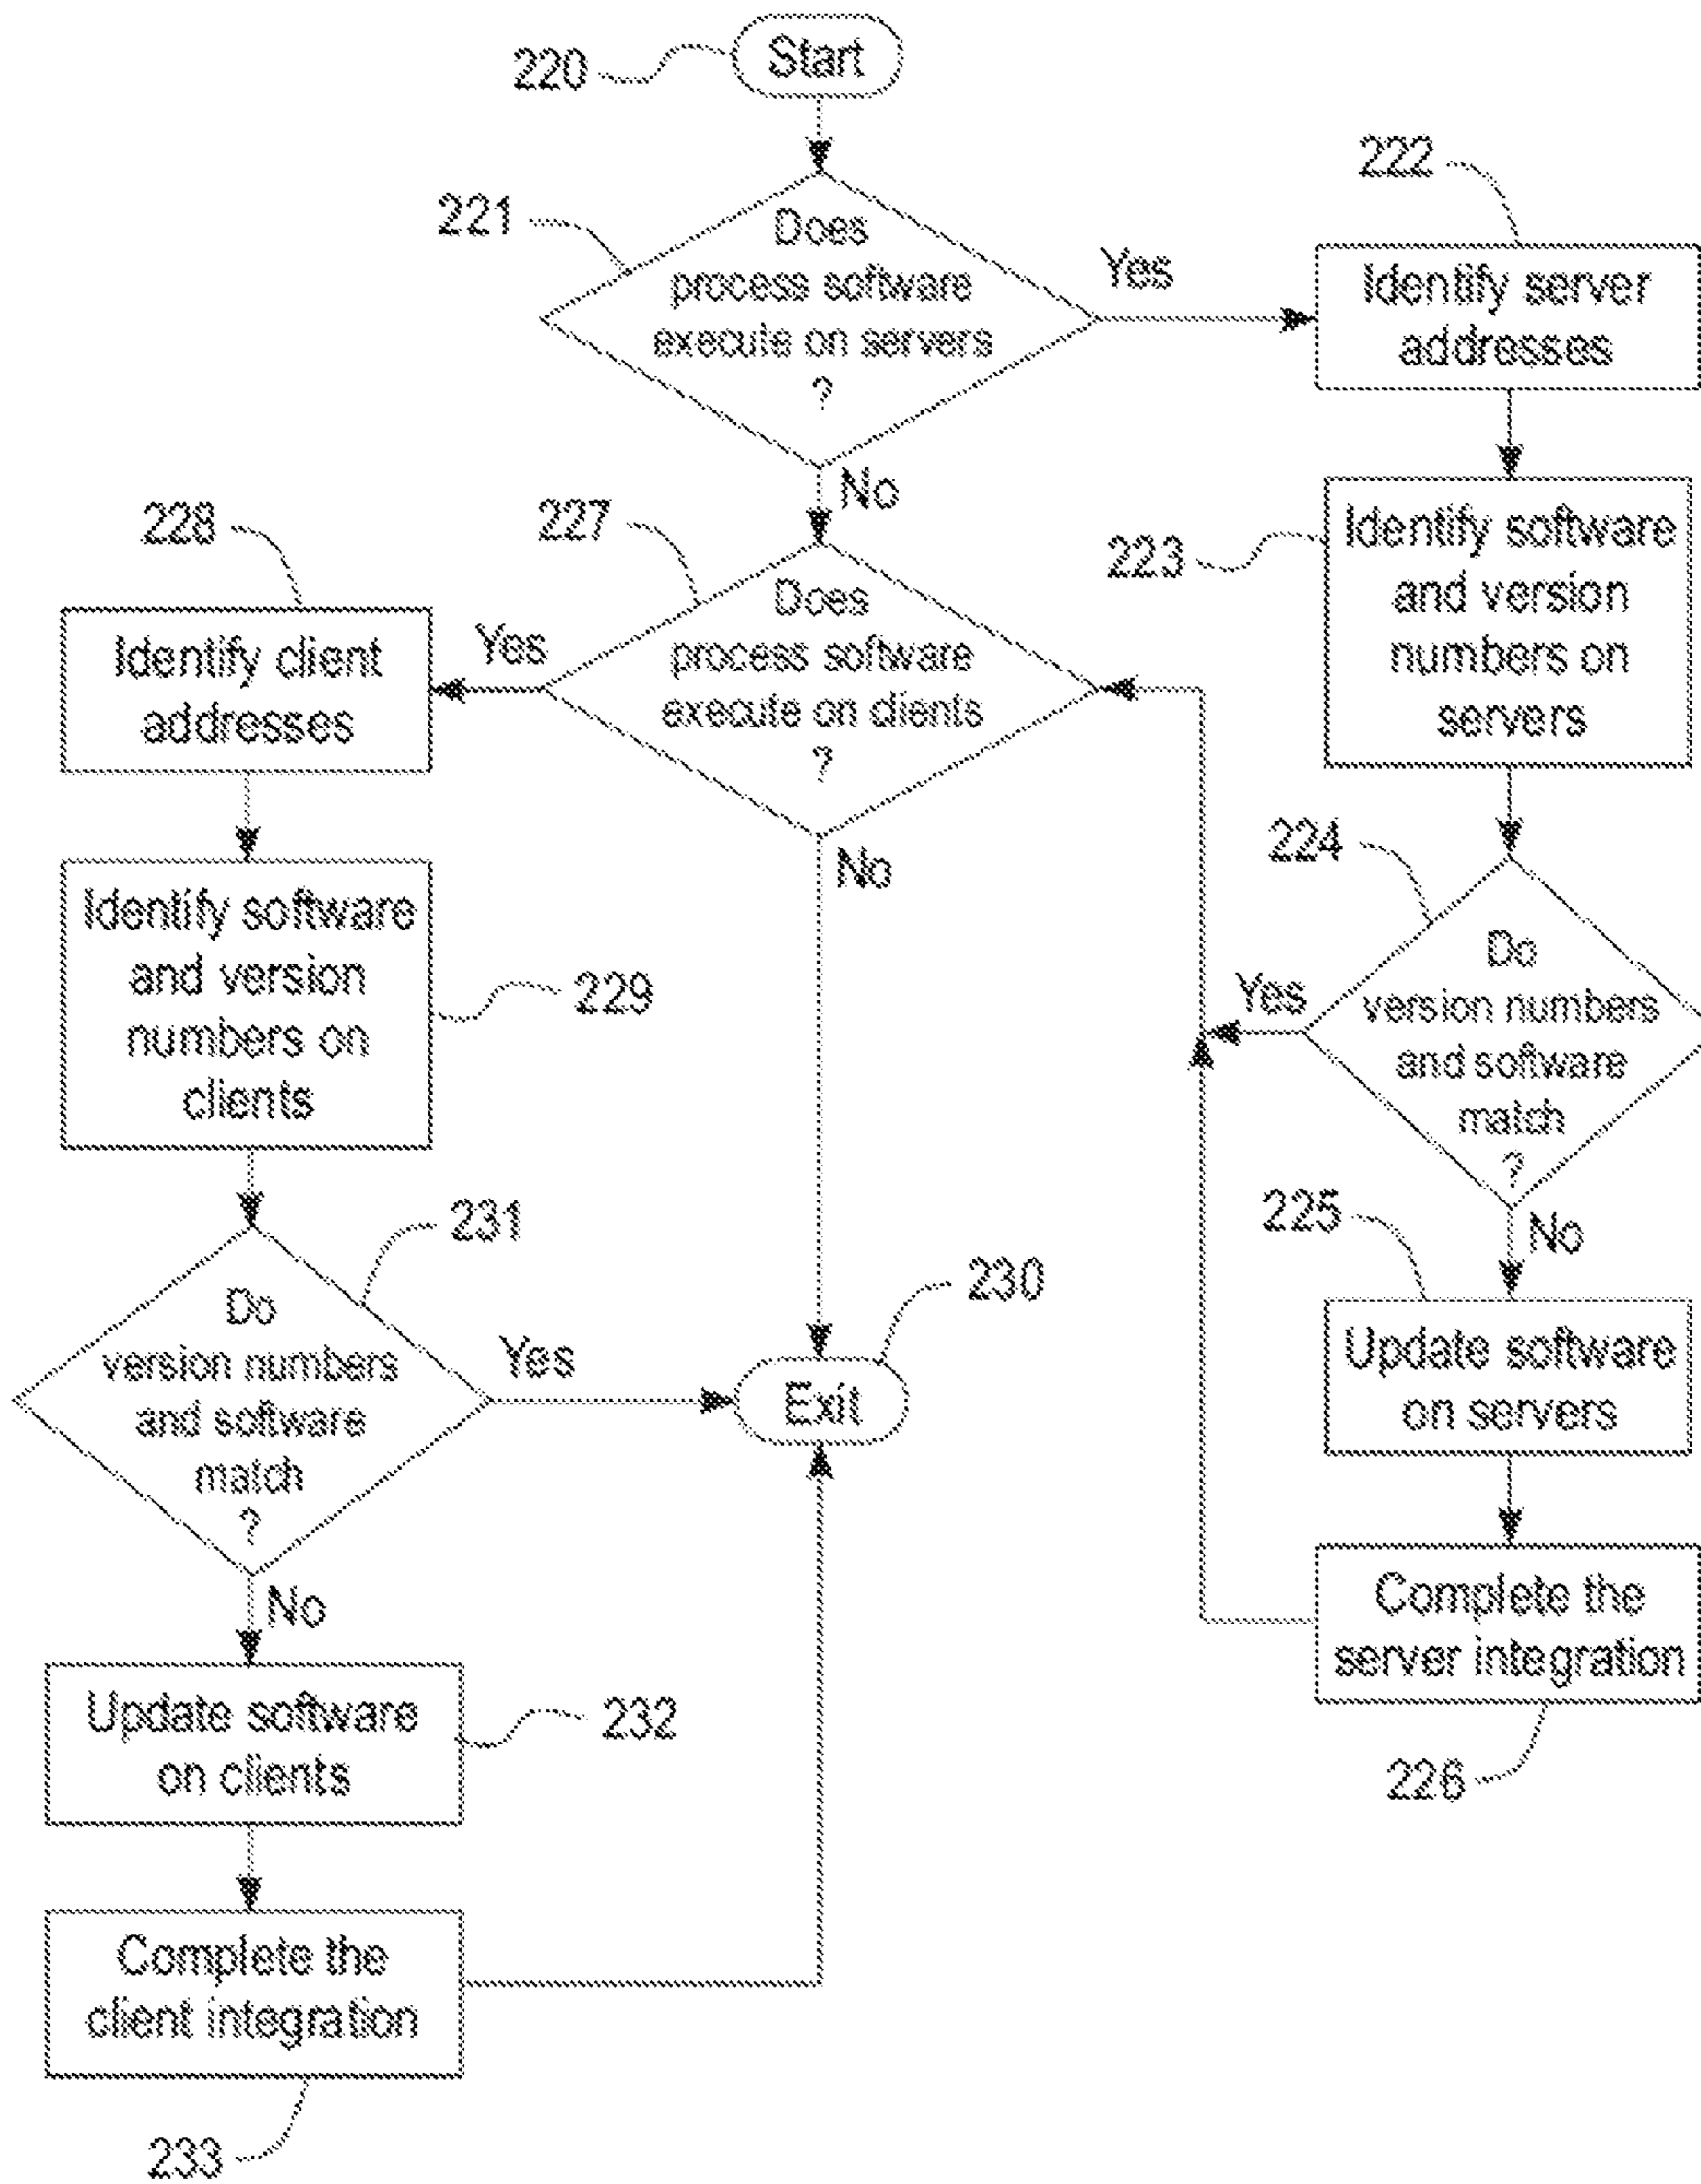 220
Start
221
Does
process software
execute on servers
?
Yes
No
222
Identify server
addresses
223
Identify software
and version
numbers on
servers
224
Do
version numbers
and software
match
?
Yes
No
225
Update software
on servers
Complete the
server integration
226
227
Does
process software
execute on clients
?
Yes
No
228
Identify client
addresses
Identify software
and version
numbers on
clients
229
231
Do
version numbers
and software
match
?
Yes
No
230
Exit
Update software
on clients
232
Complete the
client integration
233